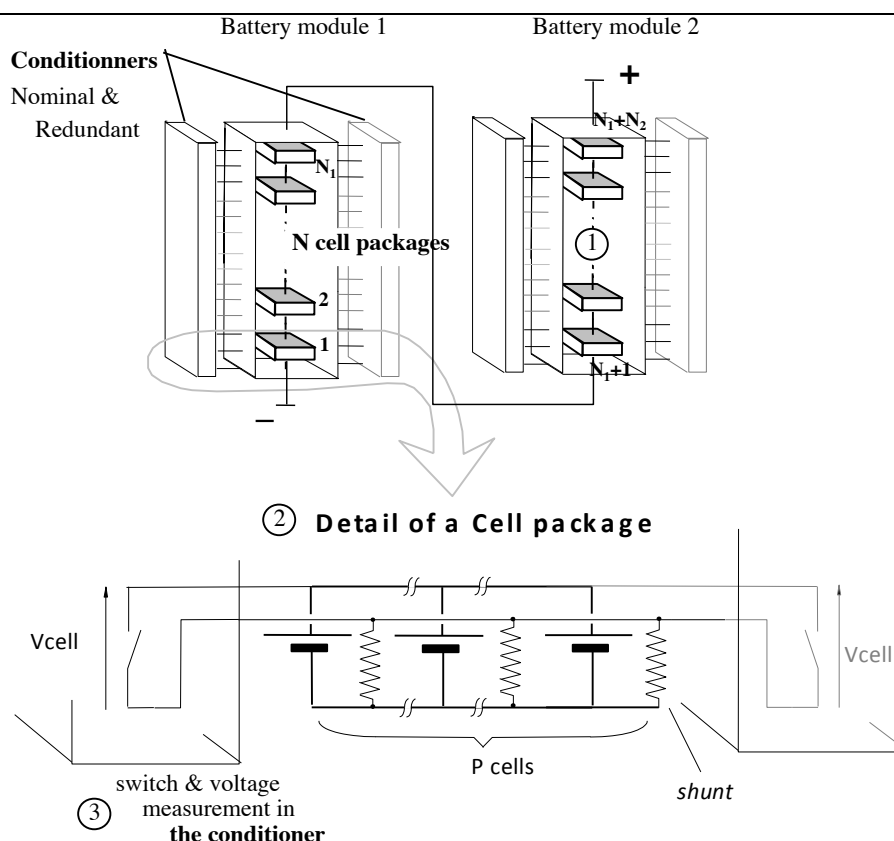 Battery module 1
Battery module 2
Conditionners
Nominal &
Redundant
+
N₁+N₂
N₁
N cell packages
1
2
1
N₁+1
–
2 Detail of a Cell package
Vcell
Vcell
P cells
shunt
switch & voltage
measurement in
3
the conditioner